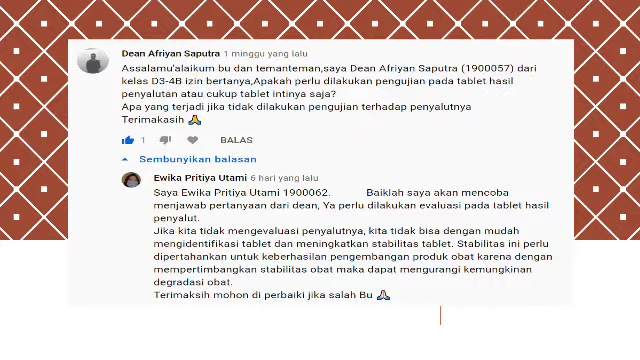 Dean Afriyan Saputra 1 minggu yang lalu
Assalamu'alaikum bu dan temanteman,saya Dean Afriyan Saputra (1900057) dari
kelas D3-4B izin bertanya,Apakah perlu dilakukan pengujian pada tablet hasil
penyalutan atau cukup tablet intinya saja?
Apa yang terjadi jika tidak dilakukan pengujian terhadap penyalutnya
Terimakasih 🙏
1 BALAS
Sembunyikan balasan
Ewika Pritiya Utami 6 hari yang lalu
Saya Ewika Pritiya Utami 1900062. Baiklah saya akan mencoba
menjawab pertanyaan dari dean, Ya perlu dilakukan evaluasi pada tablet hasil
penyalut.
Jika kita tidak mengevaluasi penyalutnya, kita tidak bisa dengan mudah
mengidentifikasi tablet dan meningkatkan stabilitas tablet. Stabilitas ini perlu
dipertahankan untuk keberhasilan pengembangan produk obat karena dengan
mempertimbangkan stabilitas obat maka dapat mengurangi kemungkinan
degradasi obat.
Terimaksih mohon di perbaiki jika salah Bu 🙏